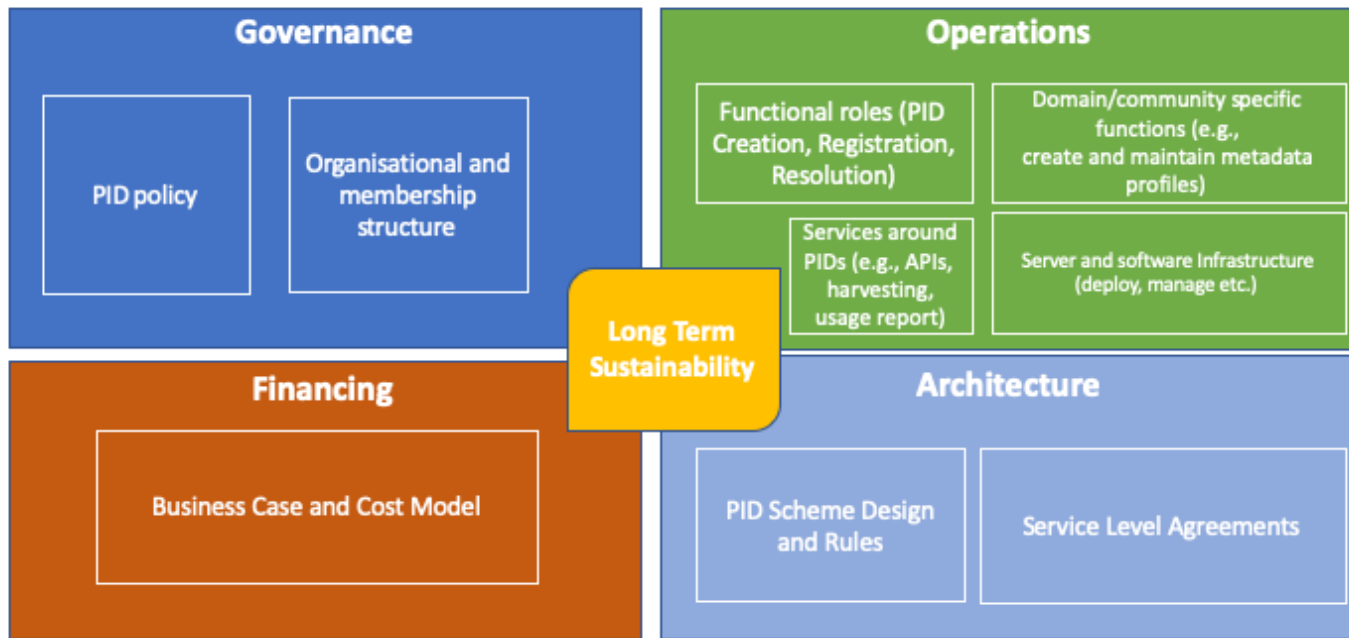 Governance
PID policy
Organisational and
membership
structure
Operations
Functional roles (PID
Creation, Registration,
Resolution)
Domain/community specific
functions (e.g.,
create and maintain metadata
profiles)
Services around
PIDs (e.g., APIs,
harvesting,
usage report)
Server and software Infrastructure
(deploy, manage etc.)
Long Term
Sustainability
Financing
Business Case and Cost Model
Architecture
PID Scheme Design
and Rules
Service Level Agreements